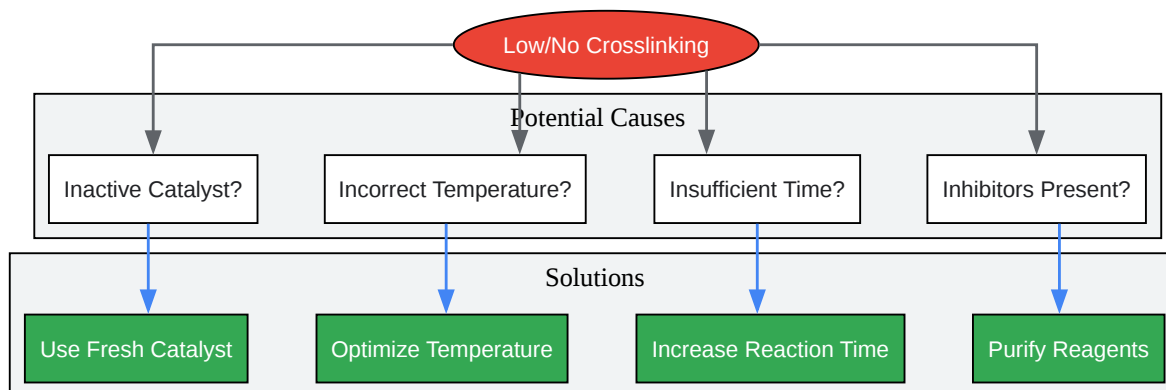 Low/No Crosslinking
Potential Causes
Inactive Catalyst?
Incorrect Temperature?
Insufficient Time?
Inhibitors Present?
Solutions
Use Fresh Catalyst
Optimize Temperature
Increase Reaction Time
Purify Reagents